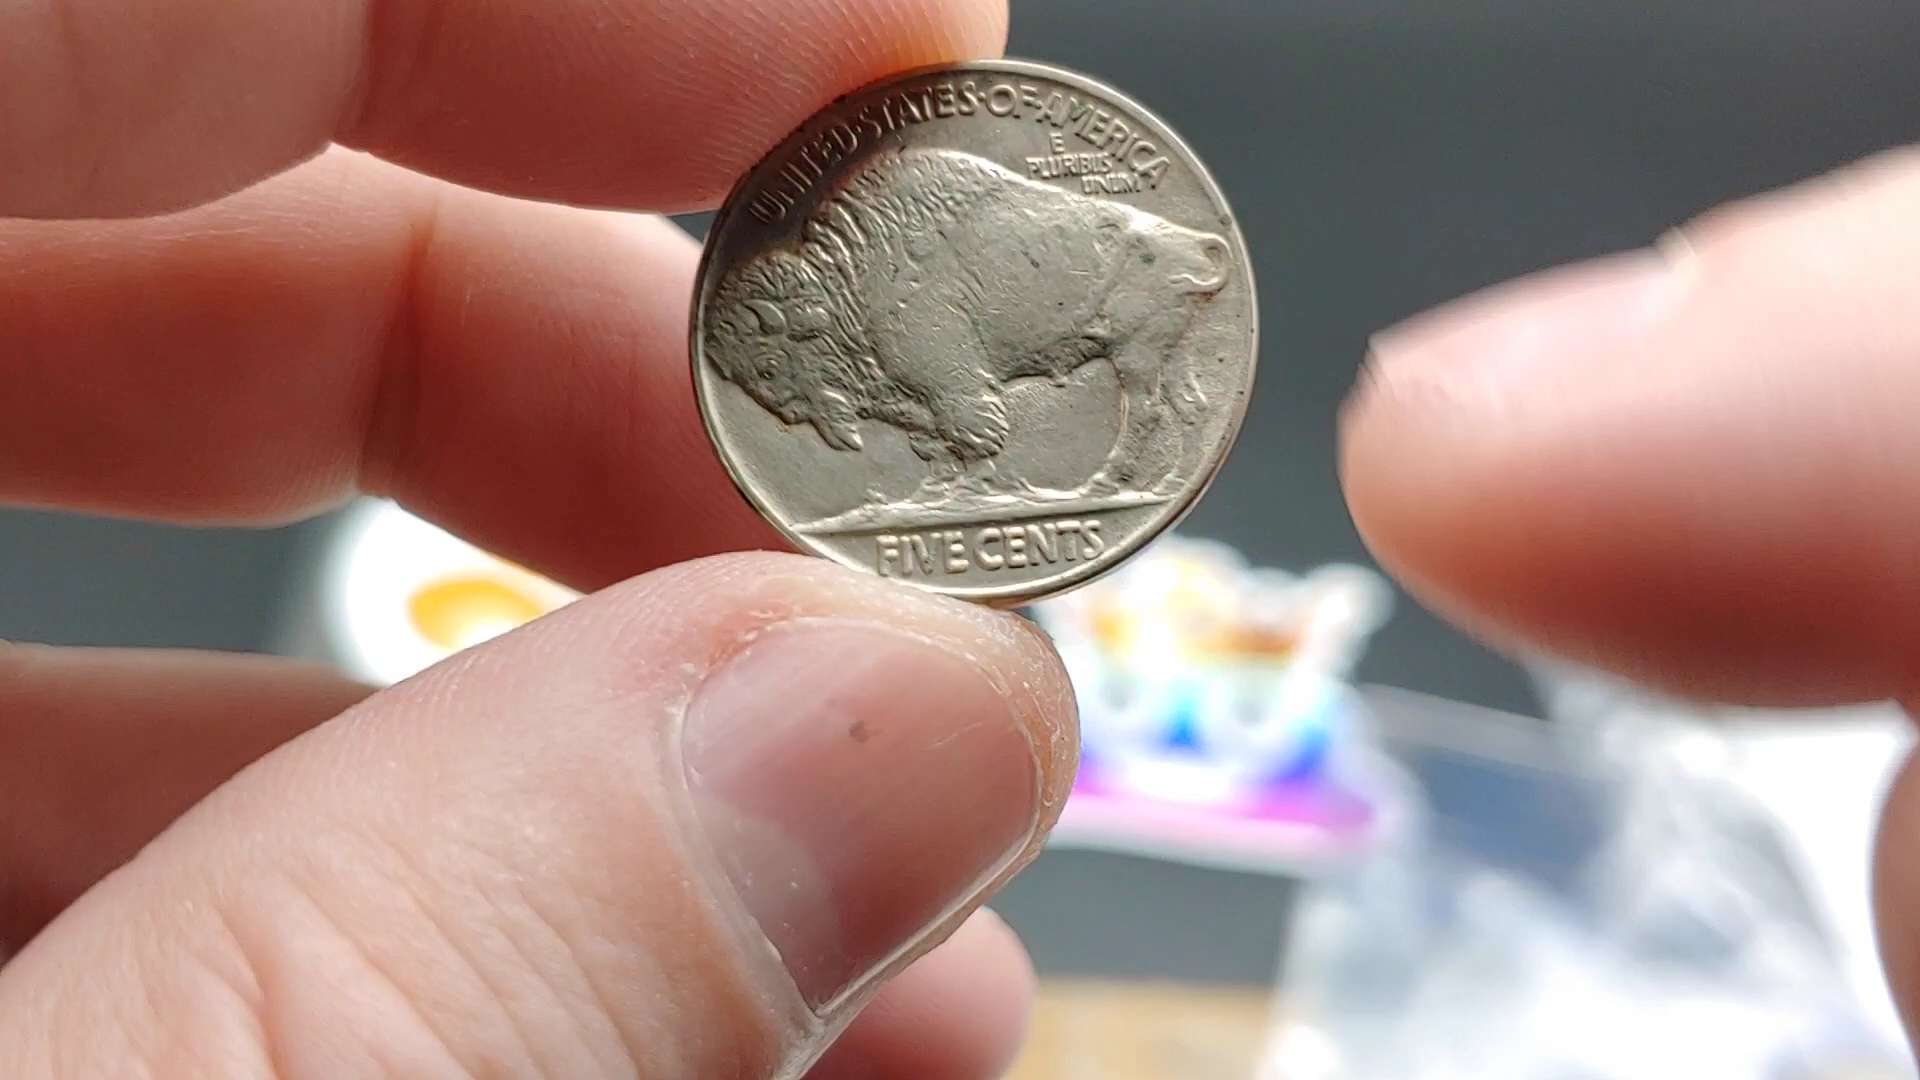 UNITED·STATES·OF·AMERICA
E
PLURIBUS
UNUM
FIVE CENTS